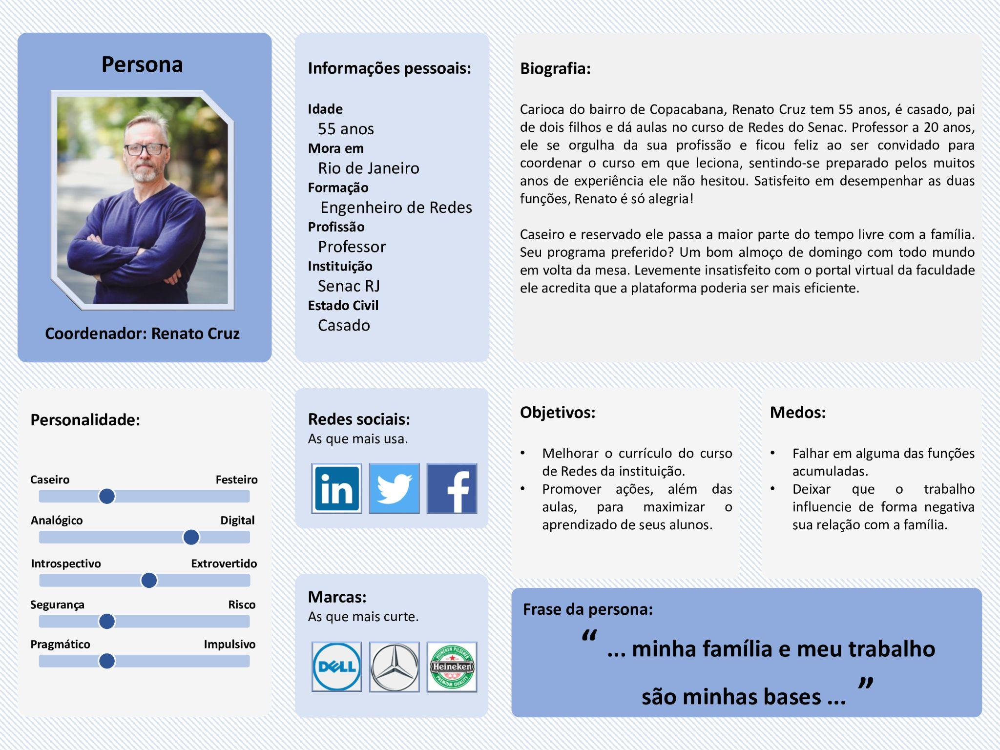 Persona
Coordenador: Renato Cruz
Informações pessoais:
Idade
55 anos
Mora em
Rio de Janeiro
Formação
Engenheiro de Redes
Profissão
Professor
Instituição
Senac RJ
Estado Civil
Casado
Biografia:
Carioca do bairro de Copacabana, Renato Cruz tem 55 anos, é casado, pai
de dois filhos e dá aulas no curso de Redes do Senac. Professor a 20 anos,
ele se orgulha da sua profissão e ficou feliz ao ser convidado para
coordenar o curso em que leciona, sentindo-se preparado pelos muitos
anos de experiência ele não hesitou. Satisfeito em desempenhar as duas
funções, Renato é só alegria!
Caseiro e reservado ele passa a maior parte do tempo livre com a família.
Seu programa preferido? Um bom almoço de domingo com todo mundo
em volta da mesa. Levemente insatisfeito com o portal virtual da faculdade
ele acredita que a plataforma poderia ser mais eficiente.
Personalidade:
Caseiro Festeiro
Analógico Digital
Introspectivo Extrovertido
Segurança Risco
Pragmático Impulsivo
Redes sociais:
As que mais usa.
in
f
Marcas:
As que mais curte.
DELL
HEINEKEN PILSENER
Heineken
PREMIUM QUALITY
Objetivos:
• Melhorar o currículo do curso
de Redes da instituição.
• Promover ações, além das
aulas, para maximizar o
aprendizado de seus alunos.
Medos:
• Falhar em alguma das funções
acumuladas.
• Deixar que o trabalho
influencie de forma negativa
sua relação com a família.
Frase da persona:
“ ... minha família e meu trabalho
são minhas bases ... ”